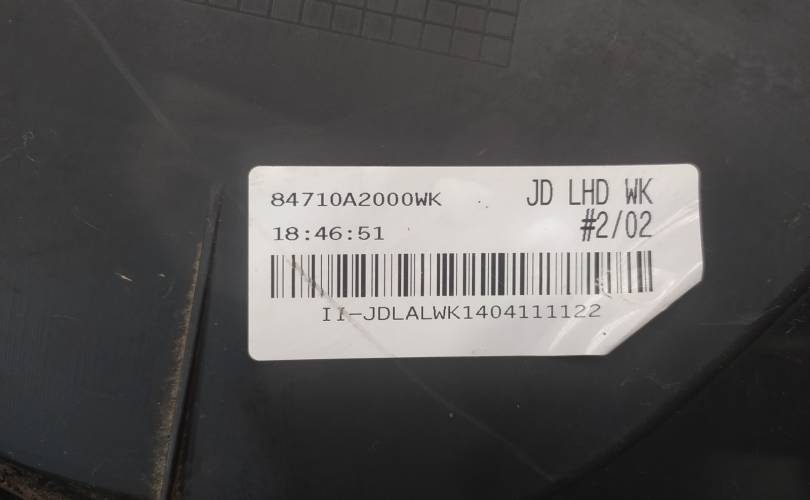 84710A2000WK JD LHD WK
18:46:51 #2/02
II-JDLALWK1404111122